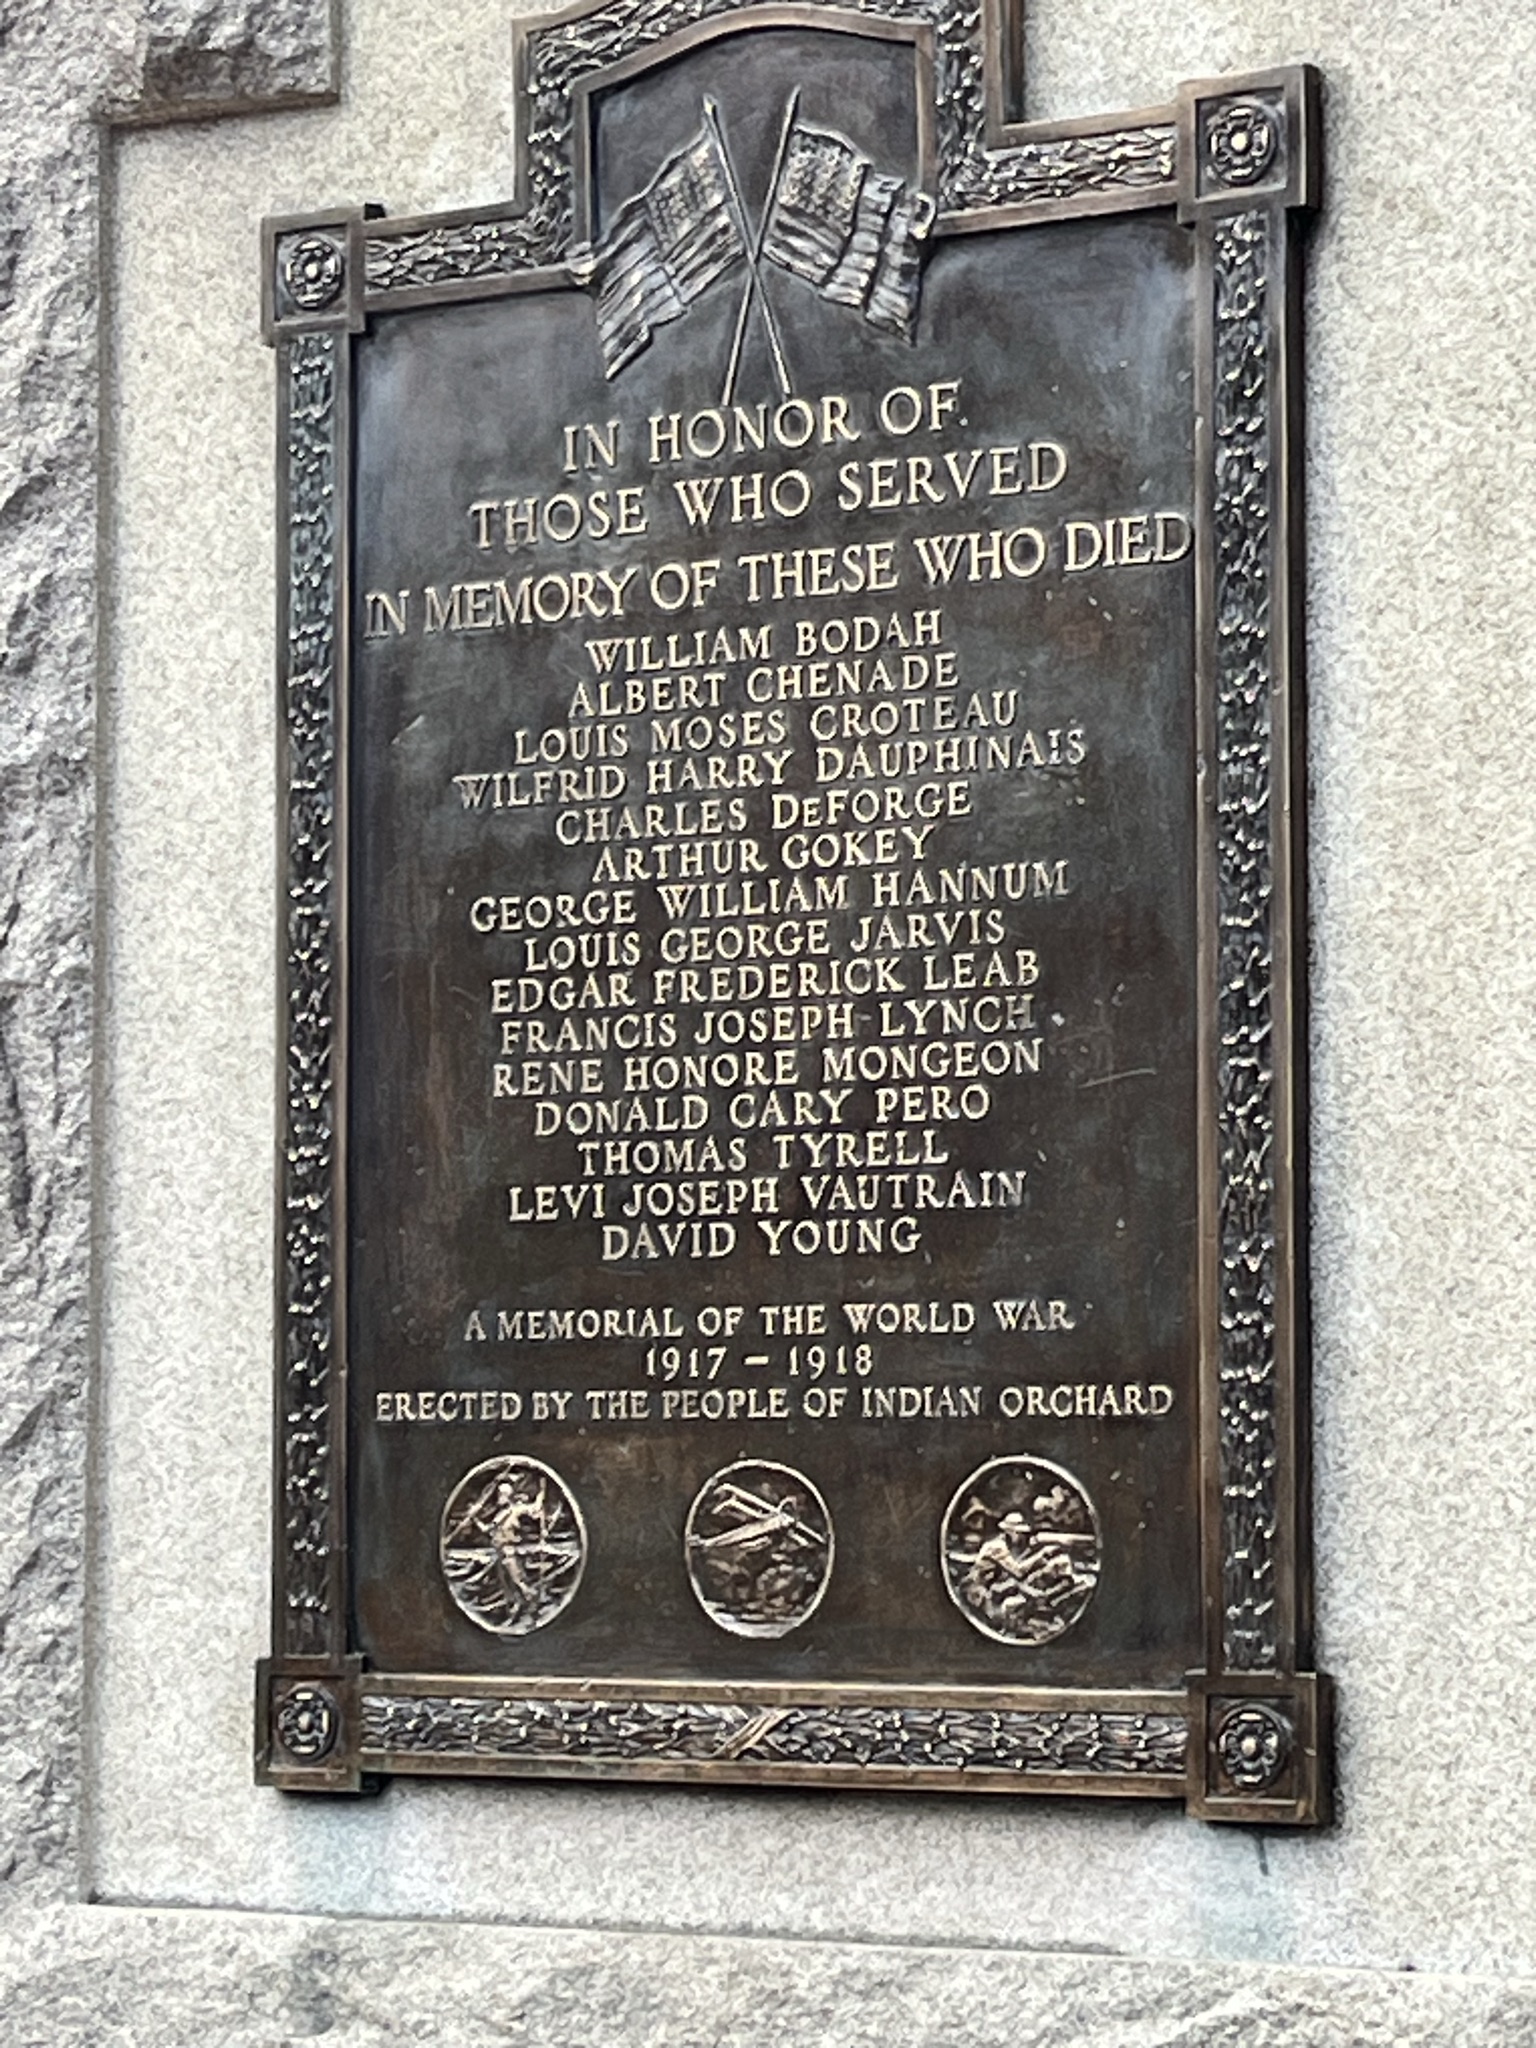 IN HONOR OF
THOSE WHO SERVED
IN MEMORY OF THESE WHO DIED
WILLIAM BODAH
ALBERT CHENADE
LOUIS MOSES CROTEAU
WILFRID HARRY DAUPHINAIS
CHARLES DeFORGE
ARTHUR GOKEY
GEORGE WILLIAM HANNUM
LOUIS GEORGE JARVIS
EDGAR FREDERICK LEAB
FRANCIS JOSEPH LYNCH
RENE HONORE MONGEON
DONALD CARY PERO
THOMAS TYRELL
LEVI JOSEPH VAUTRAIN
DAVID YOUNG
A MEMORIAL OF THE WORLD WAR
1917 – 1918
ERECTED BY THE PEOPLE OF INDIAN ORCHARD